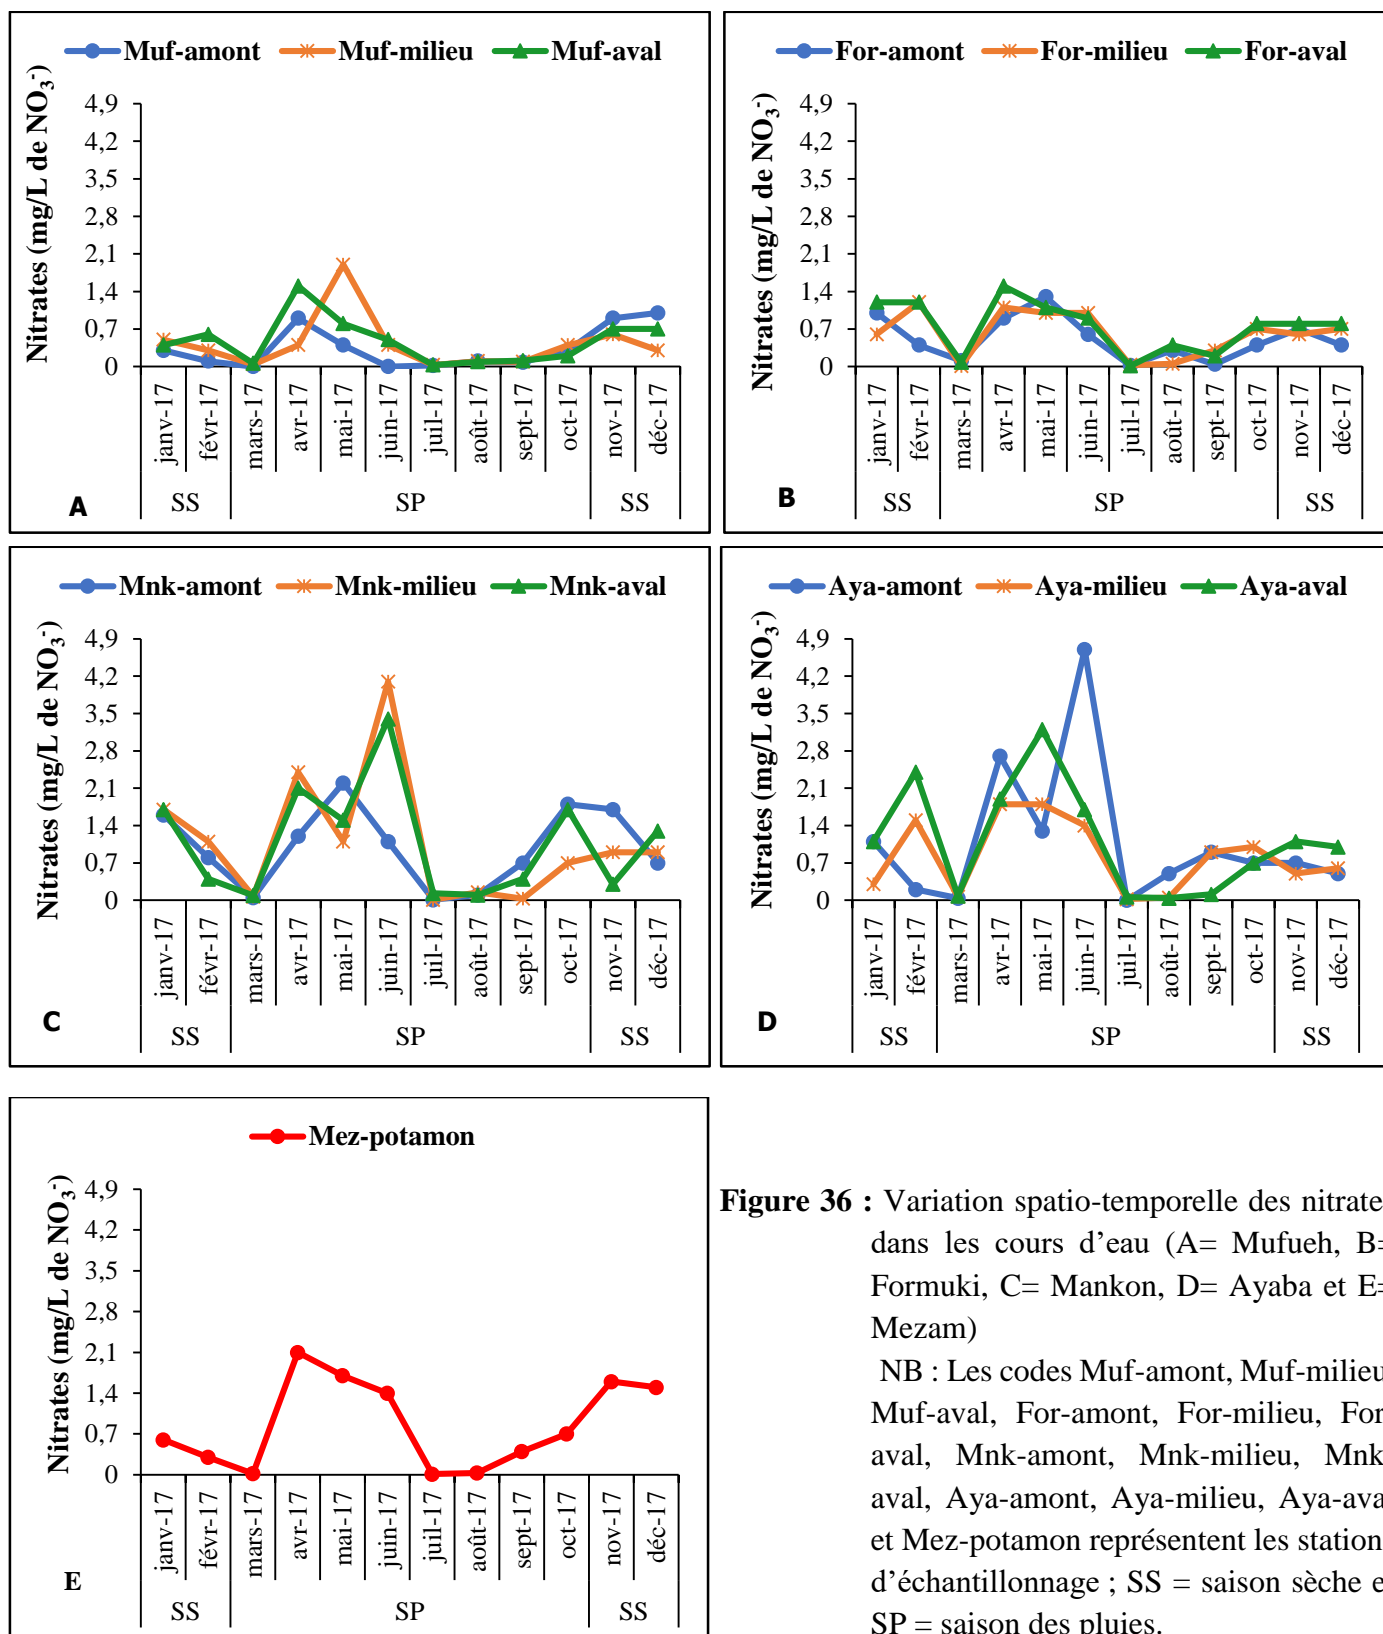 Muf-amont Muf-milieu Muf-aval
Nitrates (mg/L de NO3-)
4,9
4,2
3,5
2,8
2,1
1,4
0,7
0
janv-17 févr-17 mars-17 avr-17 mai-17 juin-17 juil-17 août-17 sept-17 oct-17 nov-17 déc-17
SS SP SS
A
For-amont For-milieu For-aval
Nitrates (mg/L de NO3-)
4,9
4,2
3,5
2,8
2,1
1,4
0,7
0
janv-17 févr-17 mars-17 avr-17 mai-17 juin-17 juil-17 août-17 sept-17 oct-17 nov-17 déc-17
SS SP SS
B
Mnk-amont Mnk-milieu Mnk-aval
Nitrates (mg/L de NO3-)
4,9
4,2
3,5
2,8
2,1
1,4
0,7
0
janv-17 févr-17 mars-17 avr-17 mai-17 juin-17 juil-17 août-17 sept-17 oct-17 nov-17 déc-17
SS SP SS
C
Aya-amont Aya-milieu Aya-aval
Nitrates (mg/L de NO3-)
4,9
4,2
3,5
2,8
2,1
1,4
0,7
0
janv-17 févr-17 mars-17 avr-17 mai-17 juin-17 juil-17 août-17 sept-17 oct-17 nov-17 déc-17
SS SP SS
D
Mez-potamon
Nitrates (mg/L de NO3-)
4,9
4,2
3,5
2,8
2,1
1,4
0,7
0
janv-17 févr-17 mars-17 avr-17 mai-17 juin-17 juil-17 août-17 sept-17 oct-17 nov-17 déc-17
SS SP SS
E
Figure 36 : Variation spatio-temporelle des nitrate
dans les cours d'eau (A= Mufueh, B=
Formuki, C= Mankon, D= Ayaba et E=
Mezam)
NB : Les codes Muf-amont, Muf-milieu
Muf-aval, For-amont, For-milieu, For
aval, Mnk-amont, Mnk-milieu, Mnk
aval, Aya-amont, Aya-milieu, Aya-ava
et Mez-potamon représentent les station
d'échantillonnage ; SS = saison sèche e
SP = saison des pluies.